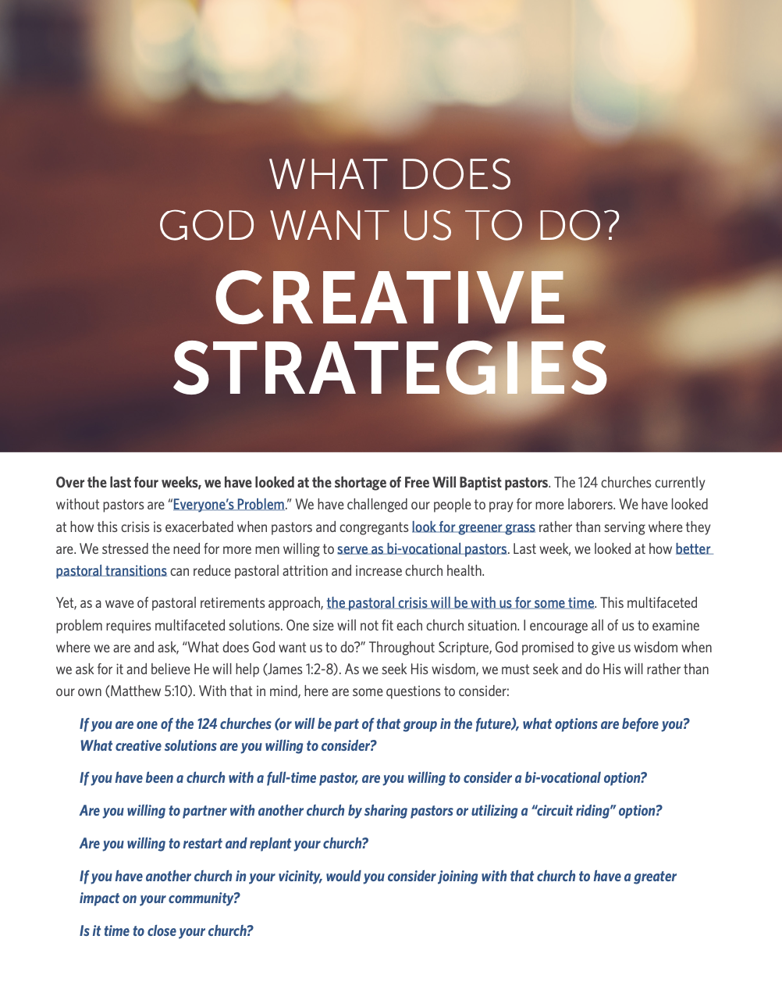 WHAT DOES
GOD WANT US TO DO?
CREATIVE
STRATEGIES
Over the last four weeks, we have looked at the shortage of Free Will Baptist pastors. The 124 churches currently
without pastors are “Everyone’s Problem.” We have challenged our people to pray for more laborers. We have looked
at how this crisis is exacerbated when pastors and congregants look for greener grass rather than serving where they
are. We stressed the need for more men willing to serve as bi-vocational pastors. Last week, we looked at how better
pastoral transitions can reduce pastoral attrition and increase church health.
Yet, as a wave of pastoral retirements approach, the pastoral crisis will be with us for some time. This multifaceted
problem requires multifaceted solutions. One size will not fit each church situation. I encourage all of us to examine
where we are and ask, “What does God want us to do?” Throughout Scripture, God promised to give us wisdom when
we ask for it and believe He will help (James 1:2-8). As we seek His wisdom, we must seek and do His will rather than
our own (Matthew 5:10). With that in mind, here are some questions to consider:
If you are one of the 124 churches (or will be part of that group in the future), what options are before you?
What creative solutions are you willing to consider?
If you have been a church with a full-time pastor, are you willing to consider a bi-vocational option?
Are you willing to partner with another church by sharing pastors or utilizing a “circuit riding” option?
Are you willing to restart and replant your church?
If you have another church in your vicinity, would you consider joining with that church to have a greater
impact on your community?
Is it time to close your church?